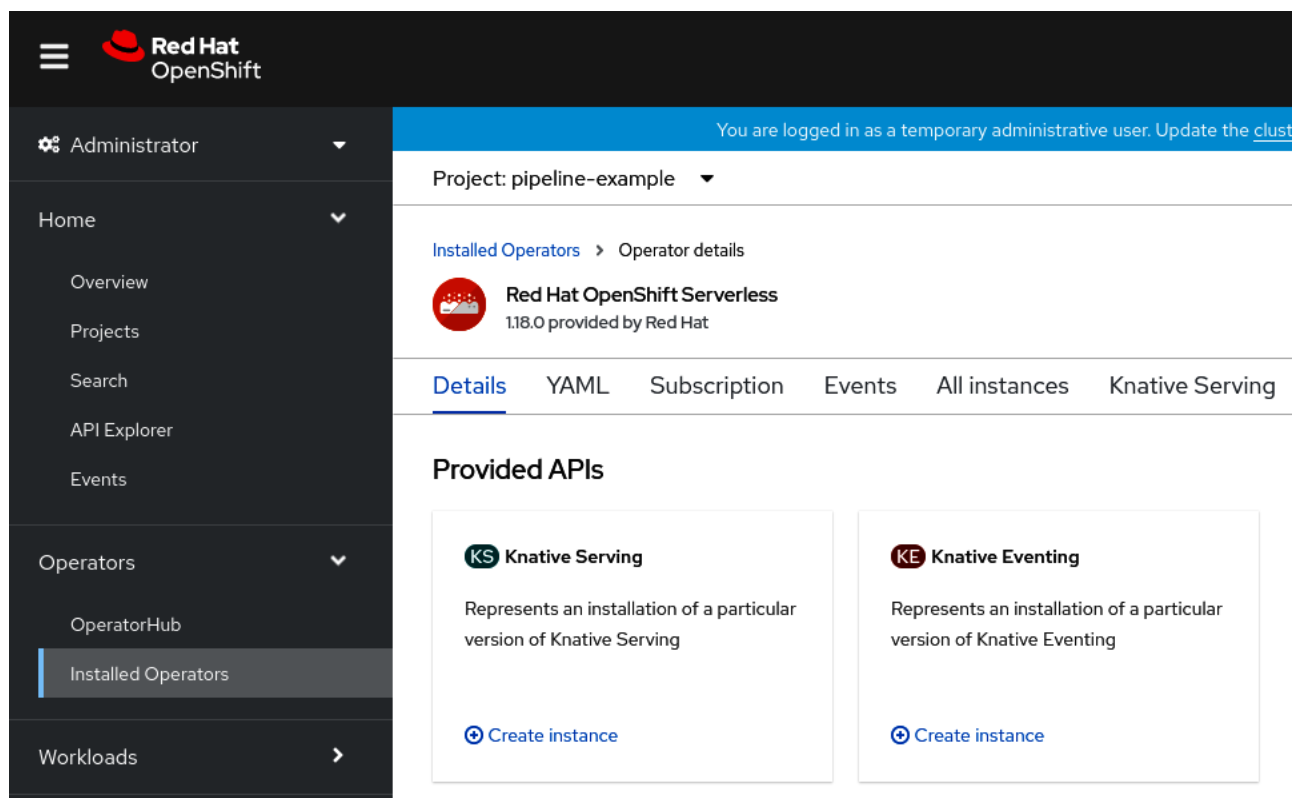 Red Hat
OpenShift
Administrator
You are logged in as a temporary administrative user. Update the clust
Project: pipeline-example
Home
Overview
Projects
Search
API Explorer
Events
Operators
OperatorHub
Installed Operators
Workloads
Installed Operators > Operator details
Red Hat OpenShift Serverless
1.18.0 provided by Red Hat
Details YAML Subscription Events All instances Knative Serving
Provided APIs
KS Knative Serving
Represents an installation of a particular
version of Knative Serving
Create instance
KE Knative Eventing
Represents an installation of a particular
version of Knative Eventing
Create instance